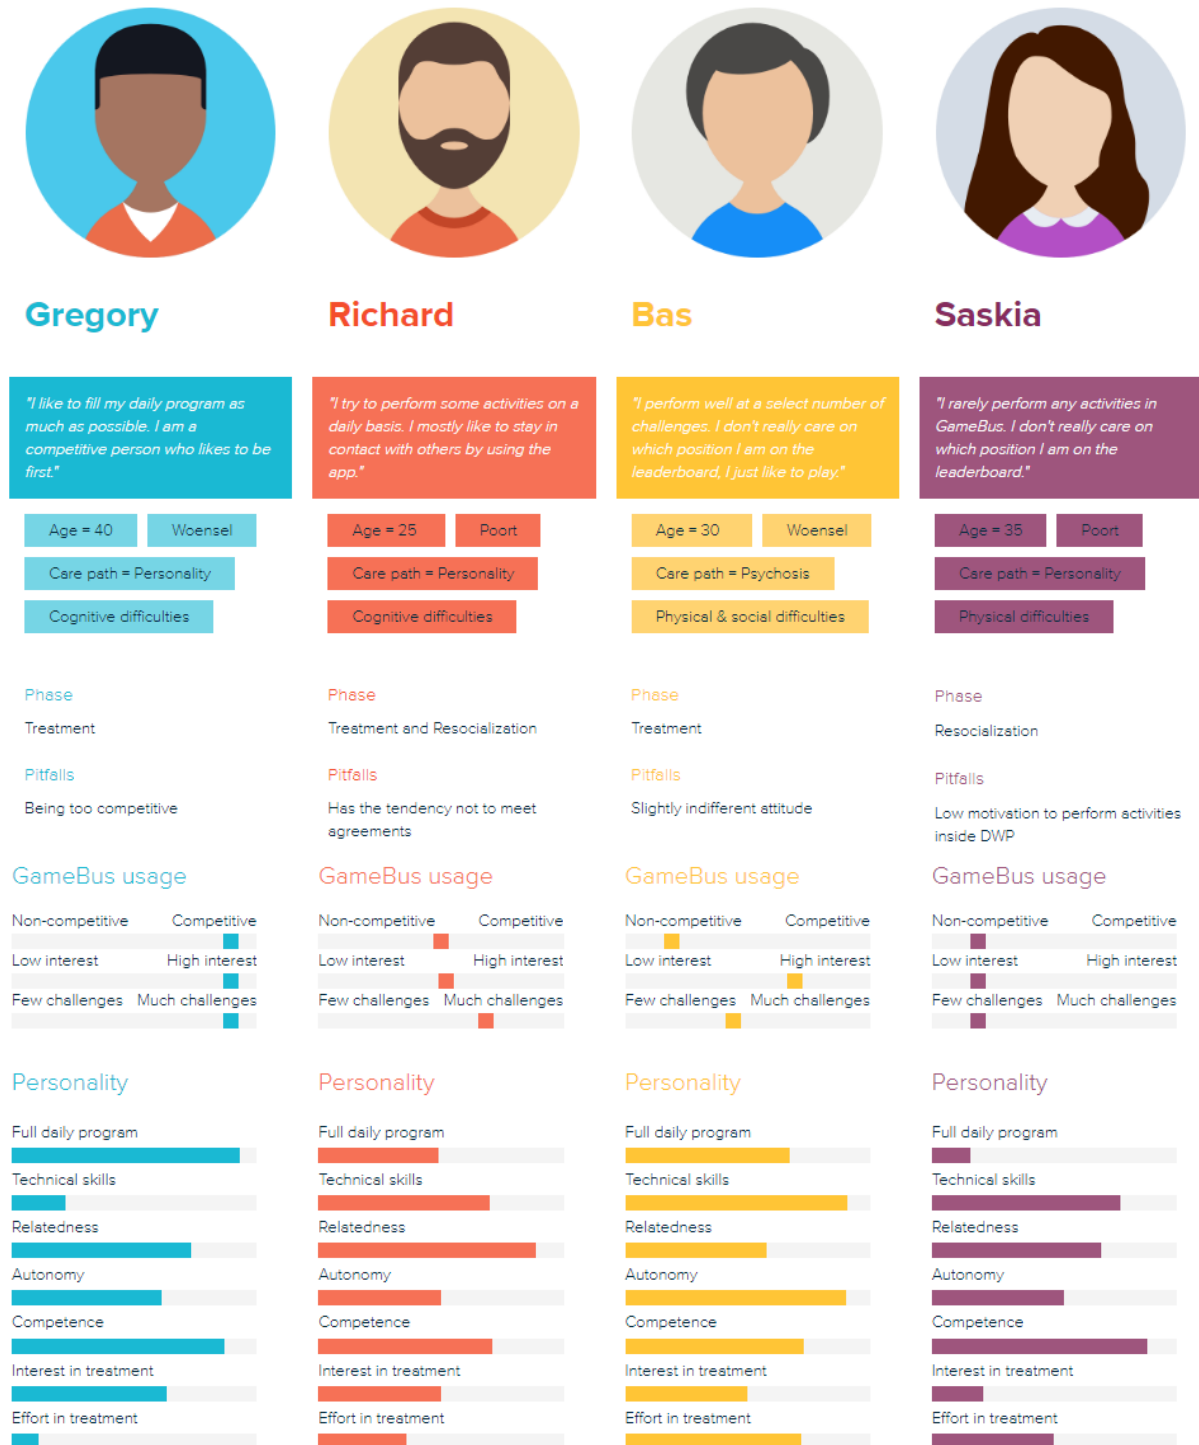 Gregory
"I like to fill my daily program as
much as possible. I am a
competitive person who likes to be
first."
Age = 40
Woensel
Care path = Personality
Cognitive difficulties
Phase
Treatment
Pitfalls
Being too competitive
GameBus usage
Non-competitive Competitive
Low interest High interest
Few challenges Much challenges
Personality
Full daily program
Technical skills
Relatedness
Autonomy
Competence
Interest in treatment
Effort in treatment
Richard
"I try to perform some activities on a
daily basis. I mostly like to stay in
contact with others by using the
app."
Age = 25
Poort
Care path = Personality
Cognitive difficulties
Phase
Treatment and Resocialization
Pitfalls
Has the tendency not to meet
agreements
GameBus usage
Non-competitive Competitive
Low interest High interest
Few challenges Much challenges
Personality
Full daily program
Technical skills
Relatedness
Autonomy
Competence
Interest in treatment
Effort in treatment
Bas
"I perform well at a select number of
challenges. I don't really care on
which position I am on the
leaderboard, I just like to play."
Age = 30
Woensel
Care path = Psychosis
Physical & social difficulties
Phase
Treatment
Pitfalls
Slightly indifferent attitude
GameBus usage
Non-competitive Competitive
Low interest High interest
Few challenges Much challenges
Personality
Full daily program
Technical skills
Relatedness
Autonomy
Competence
Interest in treatment
Effort in treatment
Saskia
"I rarely perform any activities in
GameBus. I don't really care on
which position I am on the
leaderboard."
Age = 35
Poort
Care path = Personality
Physical difficulties
Phase
Resocialization
Pitfalls
Low motivation to perform activities
inside DWP
GameBus usage
Non-competitive Competitive
Low interest High interest
Few challenges Much challenges
Personality
Full daily program
Technical skills
Relatedness
Autonomy
Competence
Interest in treatment
Effort in treatment